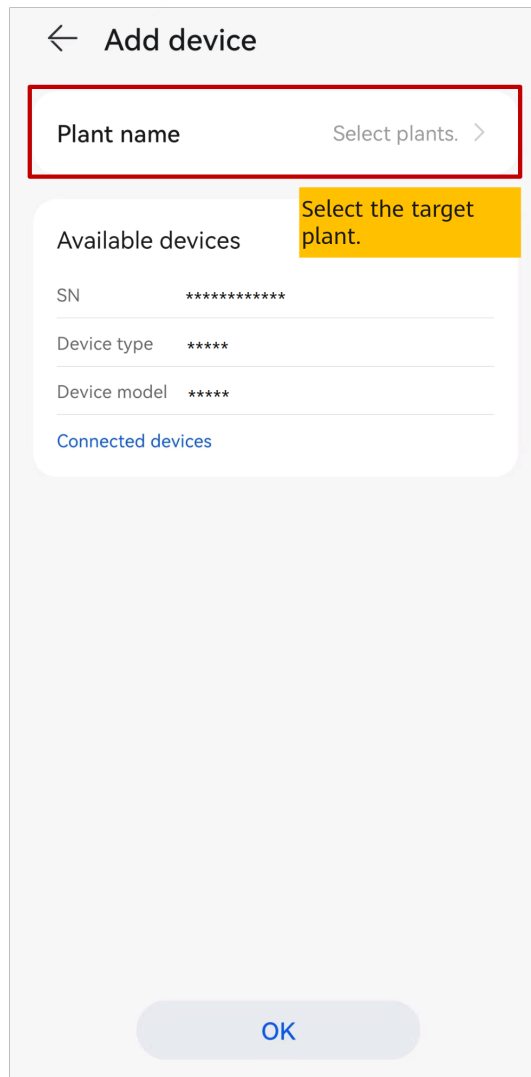 Add device
Plant name Select plants.
Select the target
plant.
Available devices
SN ************
Device type *****
Device model *****
Connected devices
OK